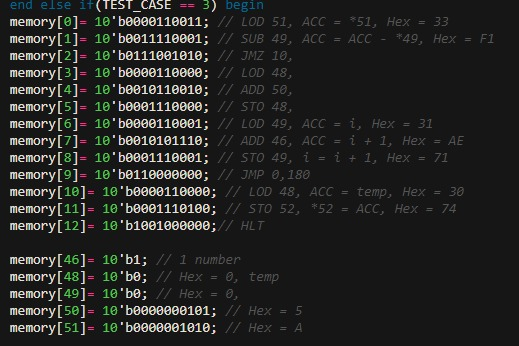 end else if(TEST_CASE == 3) begin
memory[0]= 10'b0000110011; // LOD 51, ACC = *51, Hex = 33
memory[1]= 10'b0011110001; // SUB 49, ACC = ACC - *49, Hex = F1
memory[2]= 10'b0111001010; // JMZ 10,
memory[3]= 10'b0000110000; // LOD 48,
memory[4]= 10'b0010110010; // ADD 50,
memory[5]= 10'b0001110000; // STO 48,
memory[6]= 10'b0000110001; // LOD 49, ACC = i, Hex = 31
memory[7]= 10'b0010101110; // ADD 46, ACC = i + 1, Hex = AE
memory[8]= 10'b0001110001; // STO 49, i = i + 1, Hex = 71
memory[9]= 10'b0110000000; // JMP 0,180
memory[10]= 10'b0000110000; // LOD 48, ACC = temp, Hex = 30
memory[11]= 10'b0001110100; // STO 52, *52 = ACC, Hex = 74
memory[12]= 10'b1001000000;// HLT
memory[46]= 10'b1; // 1 number
memory[48]= 10'b0; // Hex = 0, temp
memory[49]= 10'b0; // Hex = 0,
memory[50]= 10'b0000000101; // Hex = 5
memory[51]= 10'b0000001010; // Hex = A